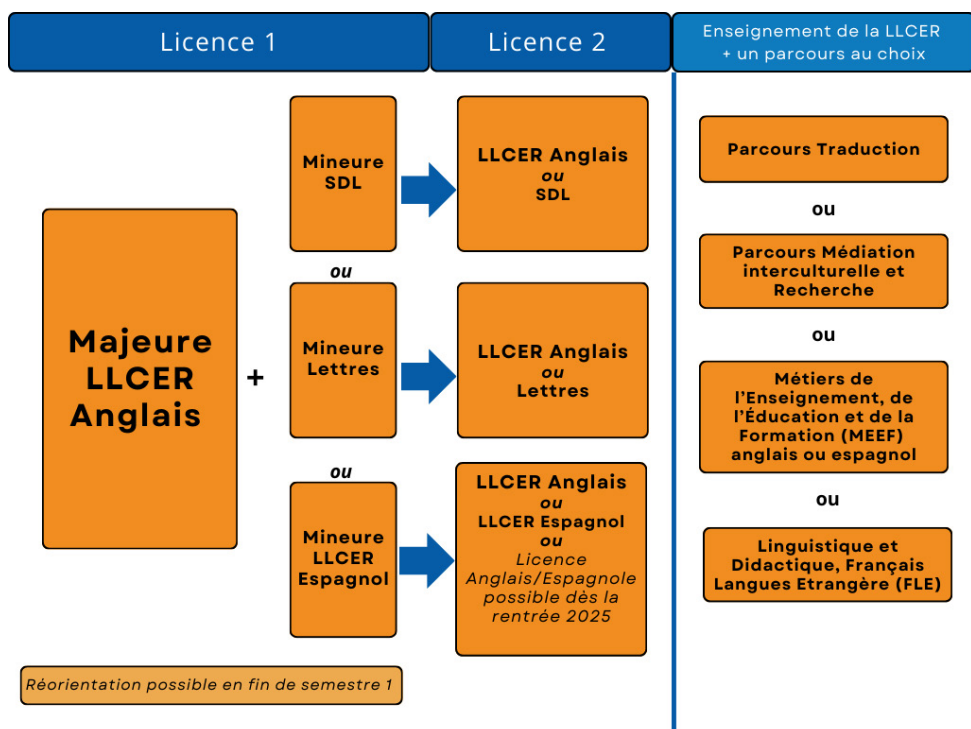 Licence 1
Licence 2
Enseignement de la LLCER
+ un parcours au choix
Majeure
LLCER
Anglais
+
Mineure
SDL
ou
Mineure
Lettres
ou
Mineure
LLCER
Espagnol
LLCER Anglais
ou
SDL
LLCER Anglais
ou
Lettres
LLCER Anglais
ou
LLCER Espagnol
ou
Licence
Anglais/Espagnole
possible dès la
rentrée 2025
Parcours Traduction
ou
Parcours Médiation
interculturelle et
Recherche
ou
Métiers de
l’Enseignement, de
l’Éducation et de la
Formation (MEEF)
anglais ou espagnol
ou
Linguistique et
Didactique, Français
Langues Etrangère (FLE)
Réorientation possible en fin de semestre 1